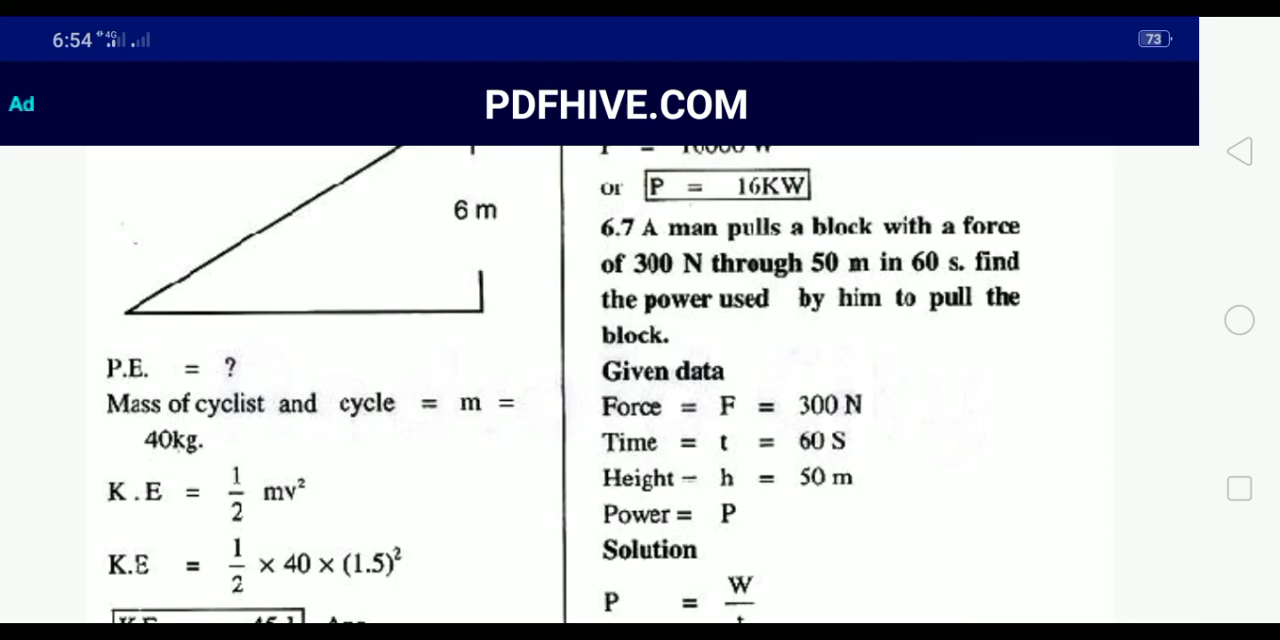 6:54 4G
73
Ad
PDFHIVE.COM
6 m
P.E. = ?
Mass of cyclist and cycle = m =
40kg.
K.E = 1/2 mv²
K.E = 1/2 × 40 × (1.5)²
or P = 16KW
6.7 A man pulls a block with a force
of 300 N through 50 m in 60 s. find
the power used by him to pull the
block.
Given data
Force = F = 300 N
Time = t = 60 S
Height – h = 50 m
Power = P
Solution
P = W